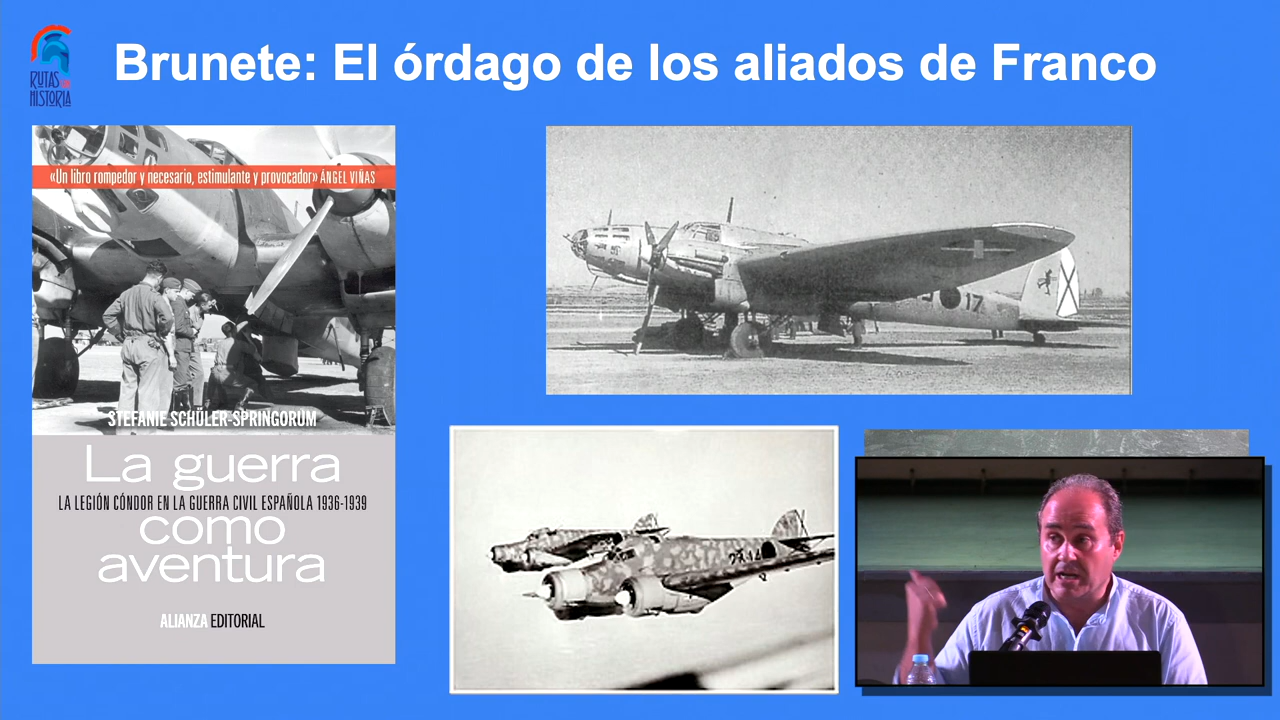 Brunete: El órdago de los aliados de Franco
RUTAS
HISTORIA
«Un libro rompedor y necesario, estimulante y provocador» ÁNGEL VIÑAS
STEFANIE SCHÜLER-SPRINGORUM
La guerra
LA LEGIÓN CÓNDOR EN LA GUERRA CIVIL ESPAÑOLA 1936-1939
como
aventura
ALIANZA EDITORIAL
17